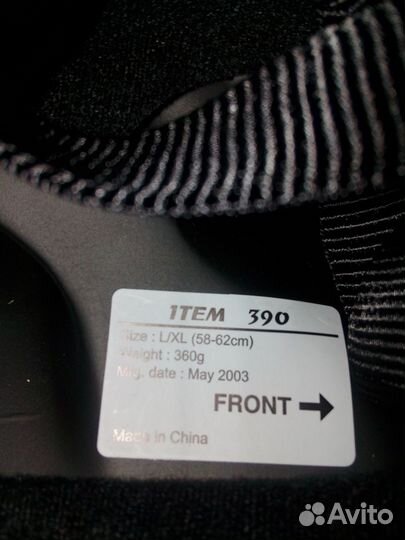 ITEM 390
Size : L/XL (58-62cm)
Weight : 360g
Mfg. date : May 2003
FRONT →
Made in China
Avito